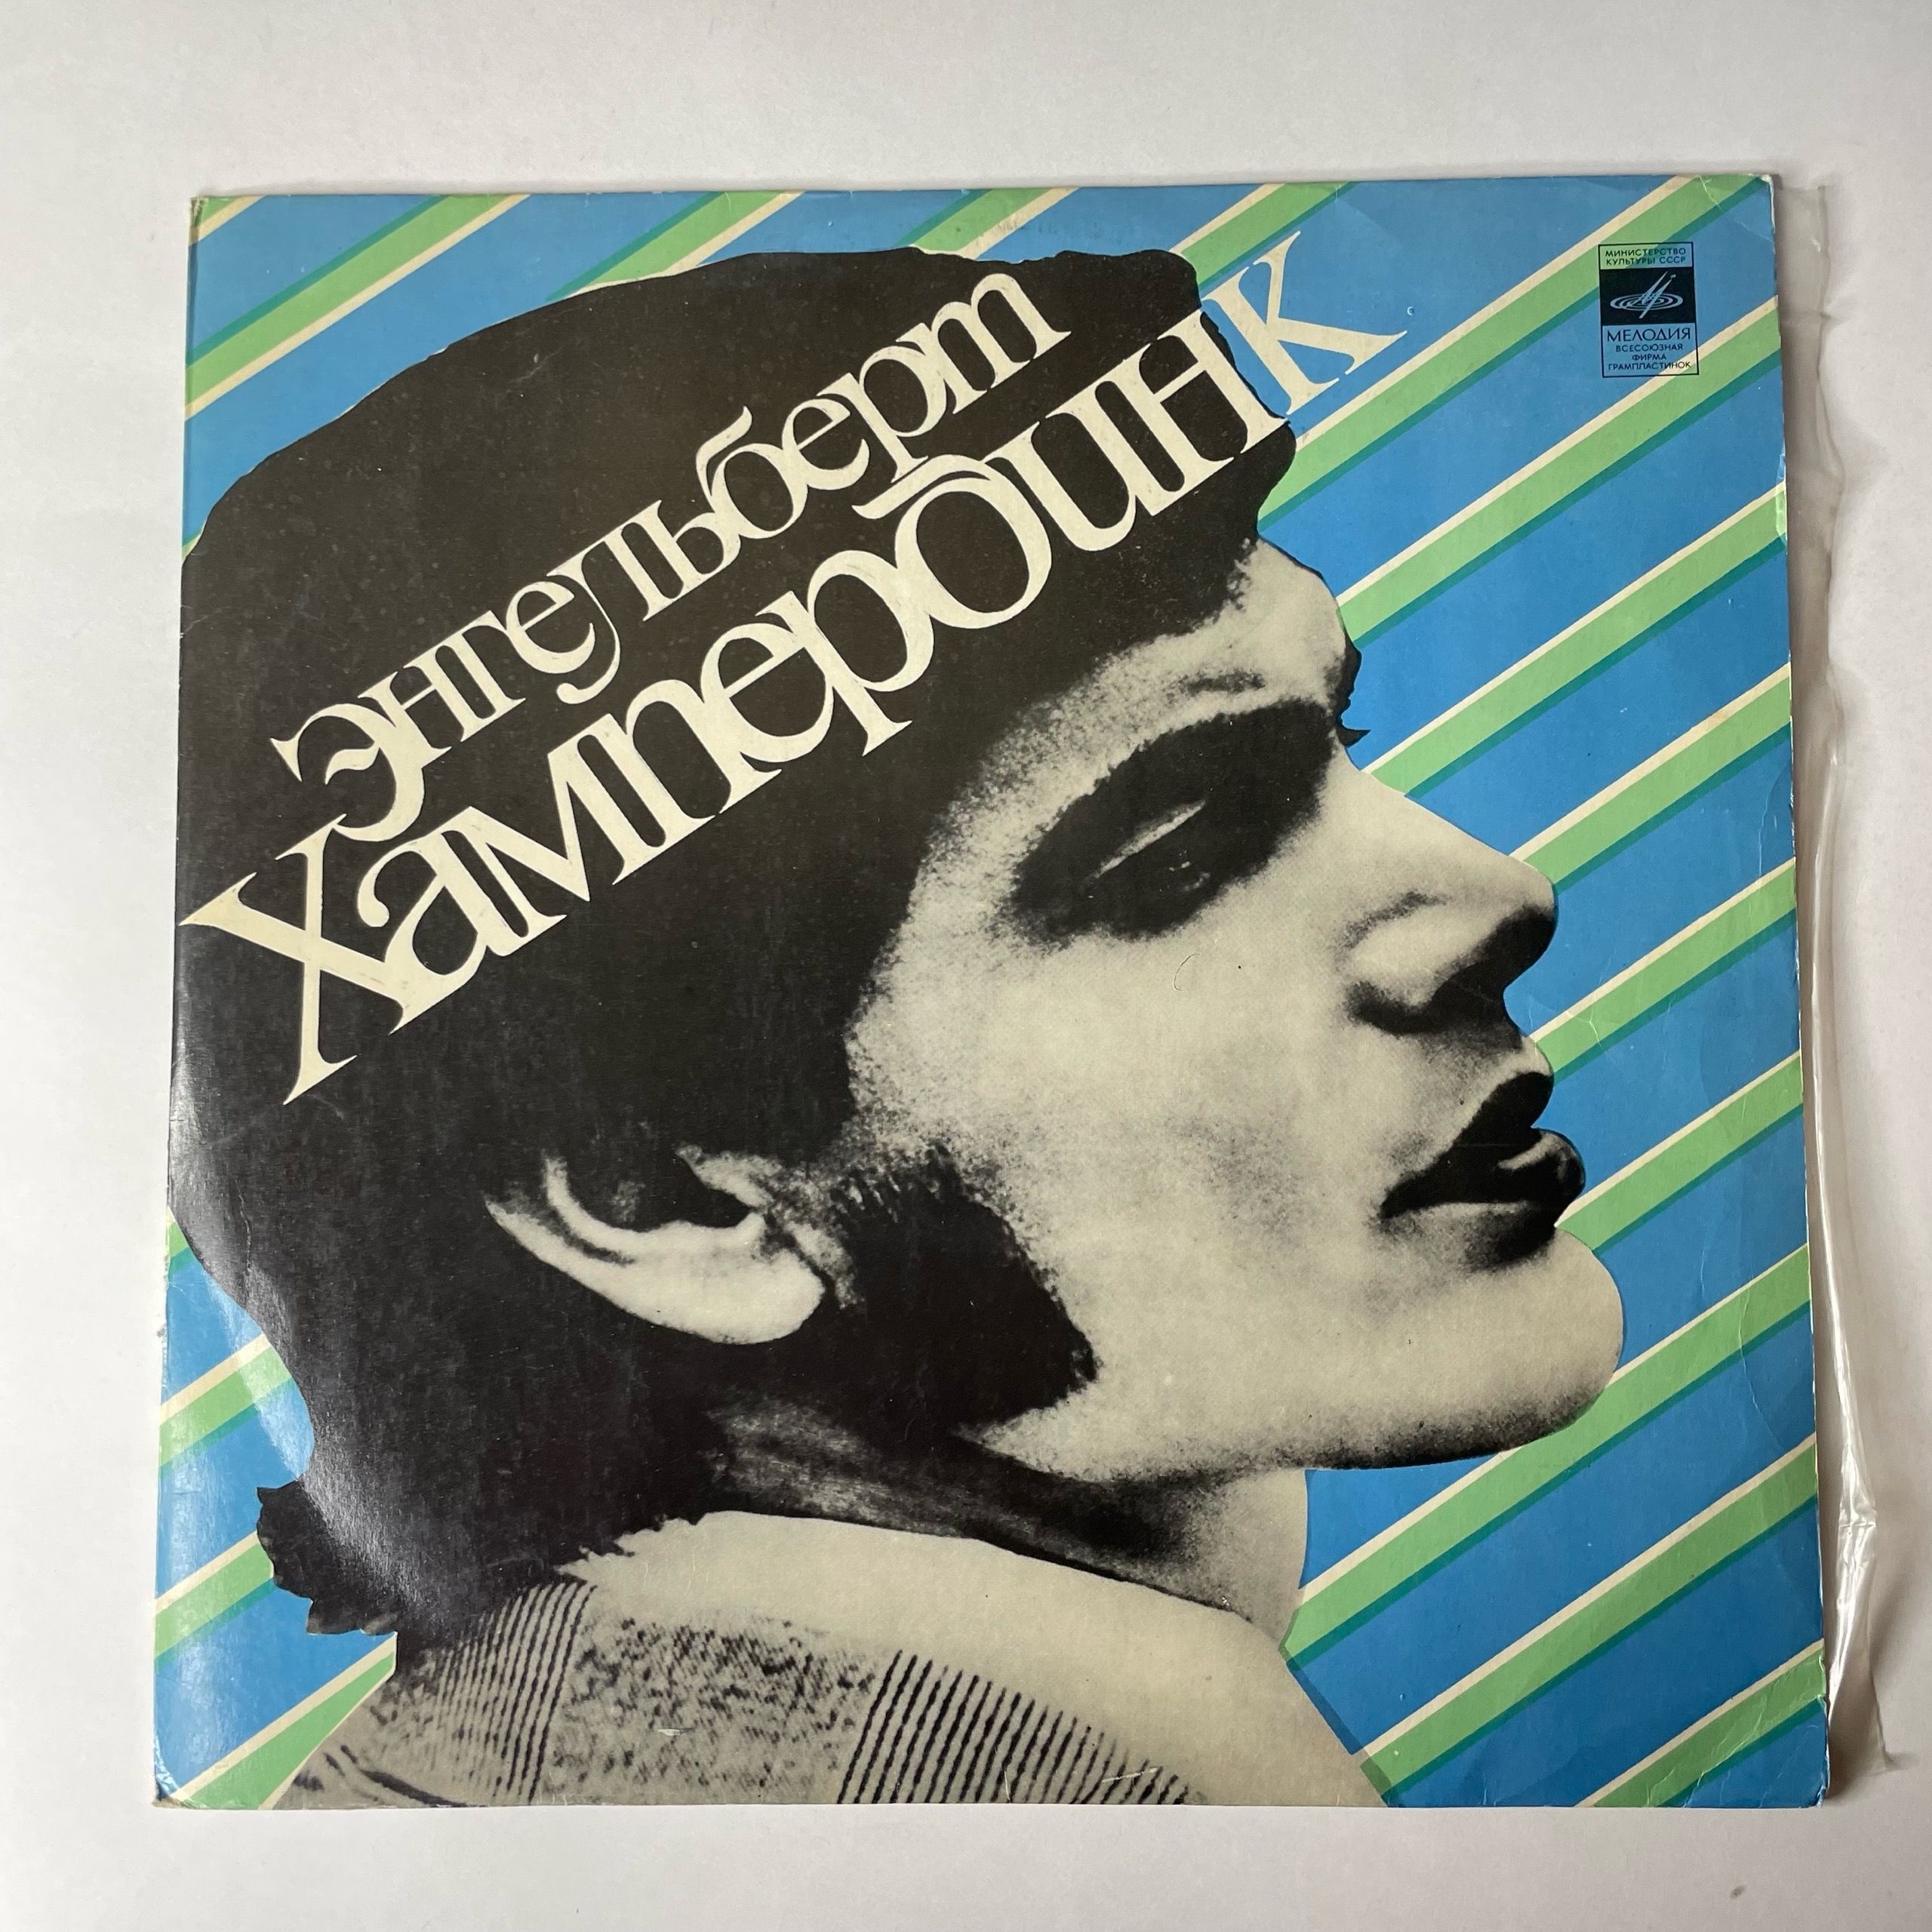 Энгельберт
Хампердинк
МИНИСТЕРСТВО
КУЛЬТУРЫ СССР
МЕЛОДИЯ
ВСЕСОЮЗНАЯ
ФИРМА
ГРАМПЛАСТИНОК